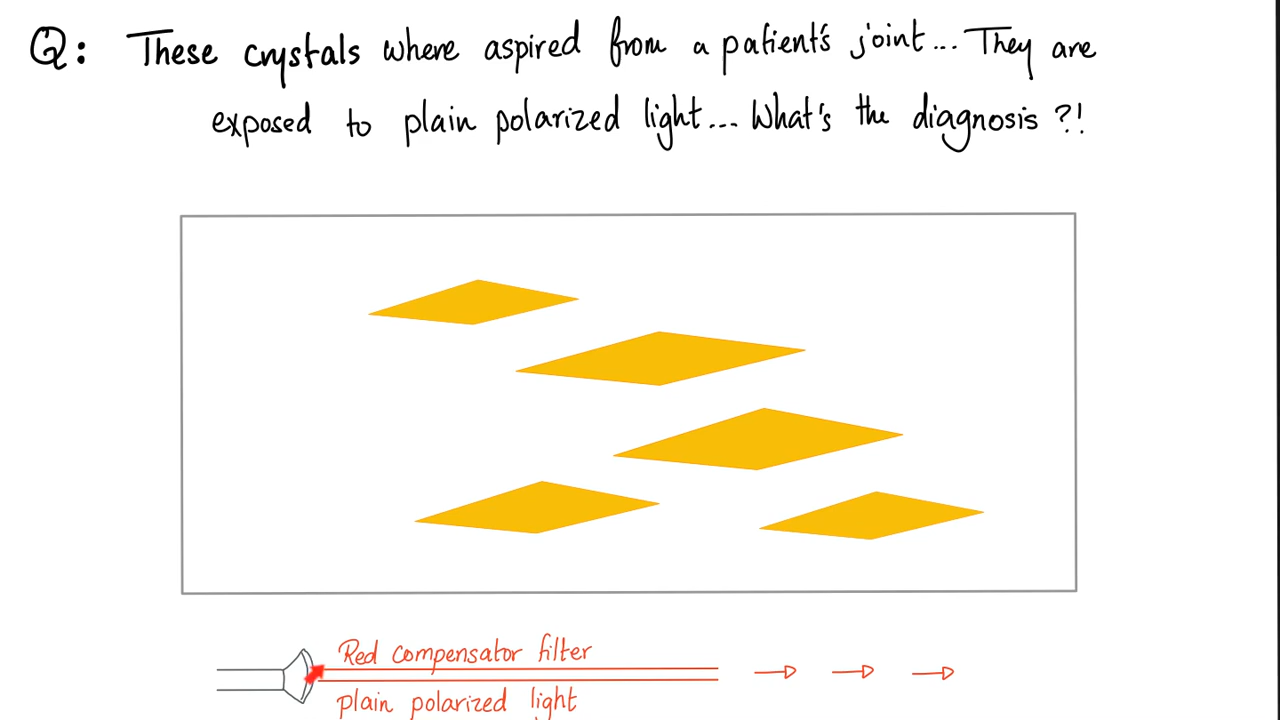 Q: These crystals where aspired from a patient's joint... They are
exposed to plain polarized light... What's the diagnosis ?!
Red compensator filter
plain polarized light